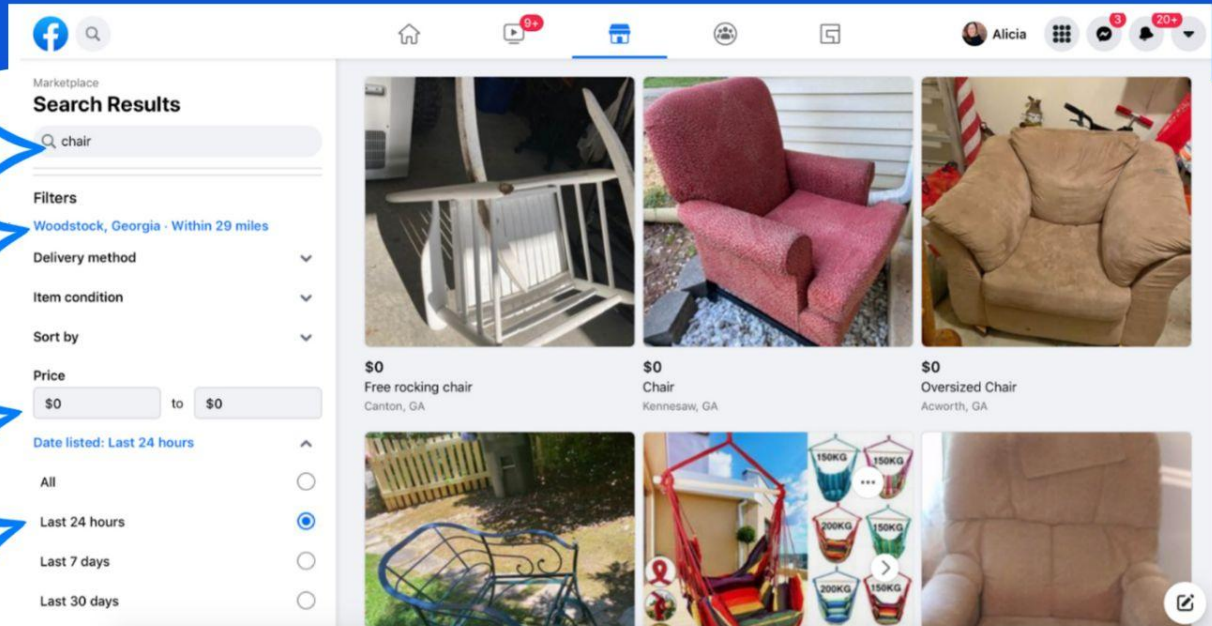 9+
Alicia
3
20+
Marketplace
Search Results
chair
Filters
Woodstock, Georgia · Within 29 miles
Delivery method
Item condition
Sort by
Price
$0 to $0
Date listed: Last 24 hours
All
Last 24 hours
Last 7 days
Last 30 days
$0
Free rocking chair
Canton, GA
$0
Chair
Kennesaw, GA
$0
Oversized Chair
Acworth, GA
150KG
150KG
200KG
150KG
200KG
150KG